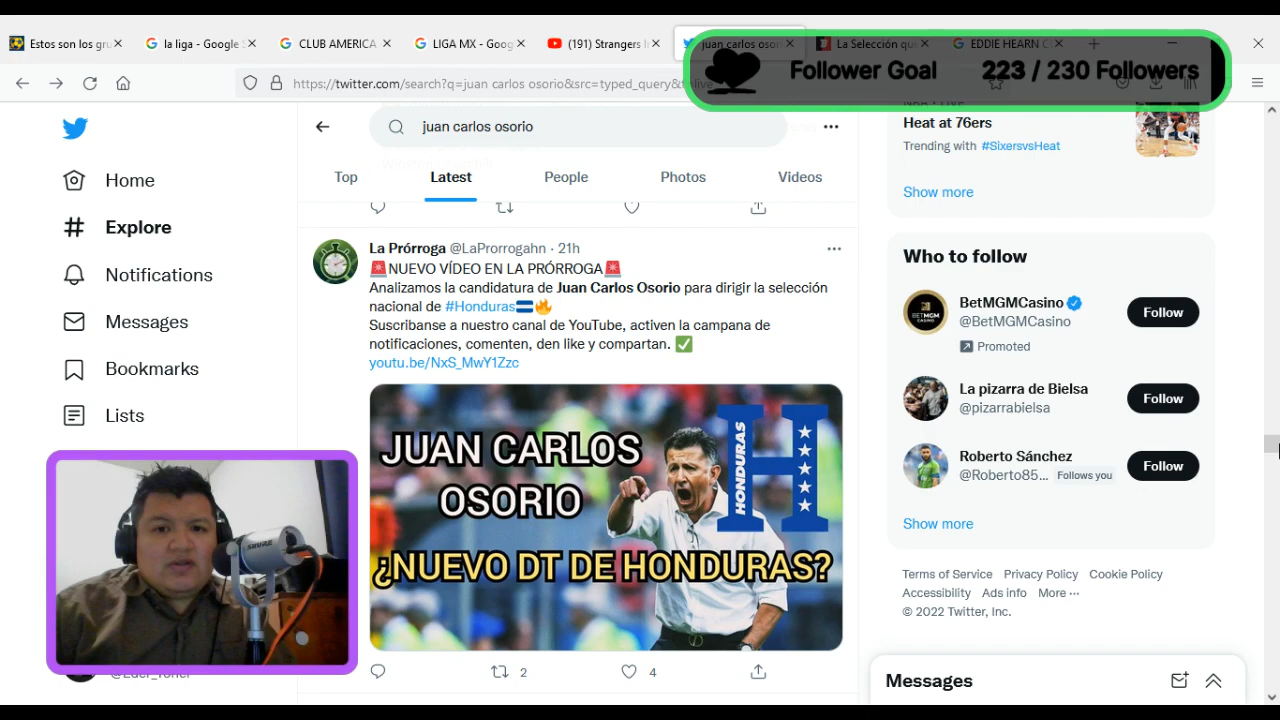 Estos son los gru
la liga - Google S
CLUB AMERICA
LIGA MX - Goog
(191) Strangers I
juan carlos osori
La Selección que
EDDIE HEARN C
Follower Goal 223 / 230 Followers
https://twitter.com/search?q=juan carlos osorio&src=typed_query&f=live
juan carlos osorio
Top
Latest
People
Photos
Videos
Home
Explore
Notifications
Messages
Bookmarks
Lists
La Prórroga @LaProrrogahn · 21h
🚨NUEVO VÍDEO EN LA PRÓRROGA🚨
Analizamos la candidatura de Juan Carlos Osorio para dirigir la selección
nacional de #Honduras🇭🇳🔥
Suscribanse a nuestro canal de YouTube, activen la campana de
notificaciones, comenten, den like y compartan. ✅
youtu.be/NxS_MwY1Zzc
JUAN CARLOS
OSORIO
HONDURAS
¿NUEVO DT DE HONDURAS?
2
4
Heat at 76ers
Trending with #SixersvsHeat
Show more
Who to follow
BetMGMCasino
@BetMGMCasino
Promoted
Follow
La pizarra de Bielsa
@pizarrabielsa
Follow
Roberto Sánchez
@Roberto85... Follows you
Follow
Show more
Terms of Service Privacy Policy Cookie Policy
Accessibility Ads info More ···
© 2022 Twitter, Inc.
Messages